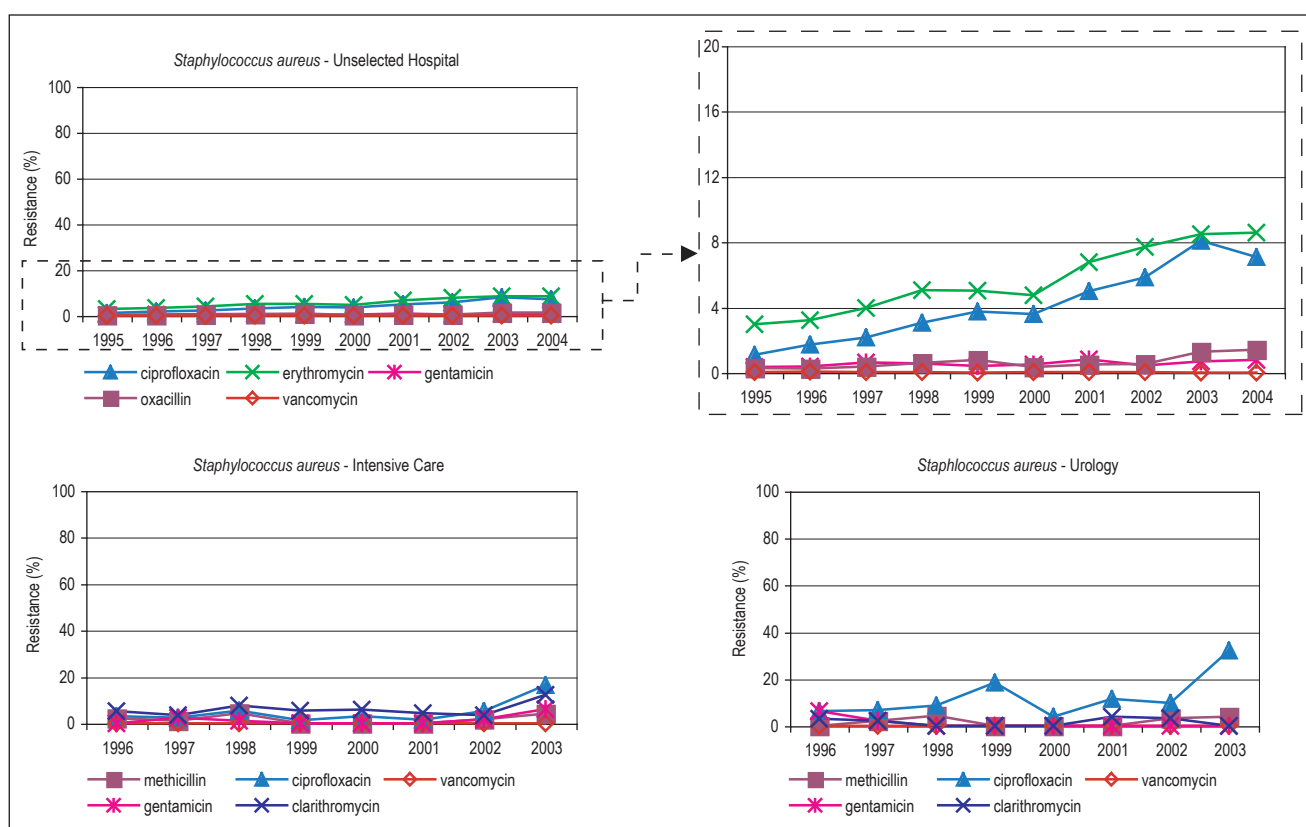 Staphylococcus aureus - Unselected Hospital
Resistance (%)
100
80
60
40
20
0
1995 1996 1997 1998 1999 2000 2001 2002 2003 2004
ciprofloxacin erythromycin gentamicin
oxacillin vancomycin
20
16
12
8
4
0
1995 1996 1997 1998 1999 2000 2001 2002 2003 2004
Staphylococcus aureus - Intensive Care
Resistance (%)
100
80
60
40
20
0
1996 1997 1998 1999 2000 2001 2002 2003
methicillin ciprofloxacin vancomycin
gentamicin clarithromycin
Staphlococcus aureus - Urology
Resistance (%)
100
80
60
40
20
0
1996 1997 1998 1999 2000 2001 2002 2003
methicillin ciprofloxacin vancomycin
gentamicin clarithromycin